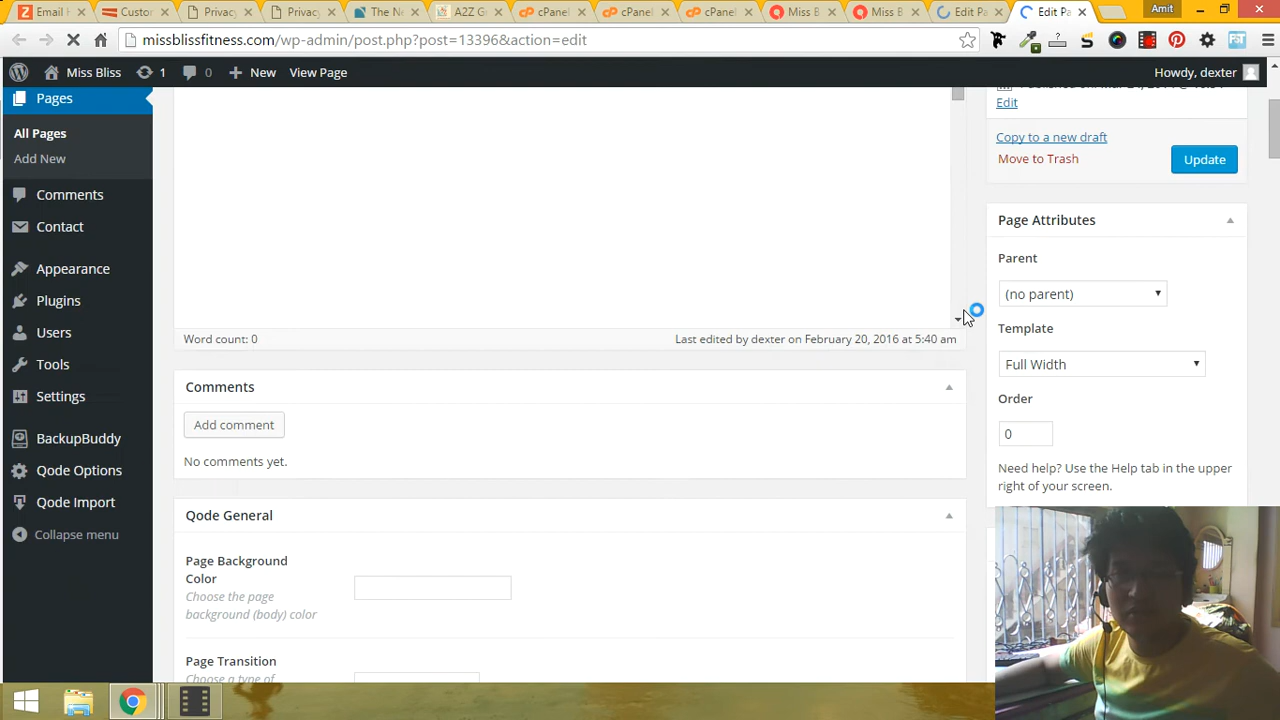 Email H
Custom
Privacy
Privacy
The Ne
A2Z G
cPanel
cPanel
cPanel
Miss B
Miss B
Edit Pa
Edit Pa
Amit
missblissfitness.com/wp-admin/post.php?post=13396&action=edit
Miss Bliss
1
0
New
View Page
Howdy, dexter
Pages
All Pages
Add New
Comments
Contact
Appearance
Plugins
Users
Tools
Settings
BackupBuddy
Qode Options
Qode Import
Collapse menu
Edit
Copy to a new draft
Move to Trash
Update
Page Attributes
Parent
(no parent)
Template
Full Width
Order
0
Need help? Use the Help tab in the upper
right of your screen.
Word count: 0
Last edited by dexter on February 20, 2016 at 5:40 am
Comments
Add comment
No comments yet.
Qode General
Page Background
Color
Choose the page
background (body) color
Page Transition
Choose a type of